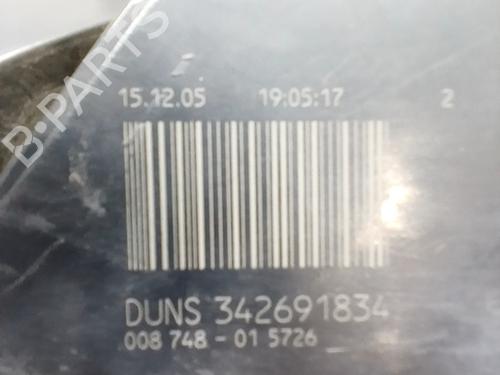 B-PARTS
15.12.05 19:05:17 2
DUNS 342691834
008 748 - 01 5726